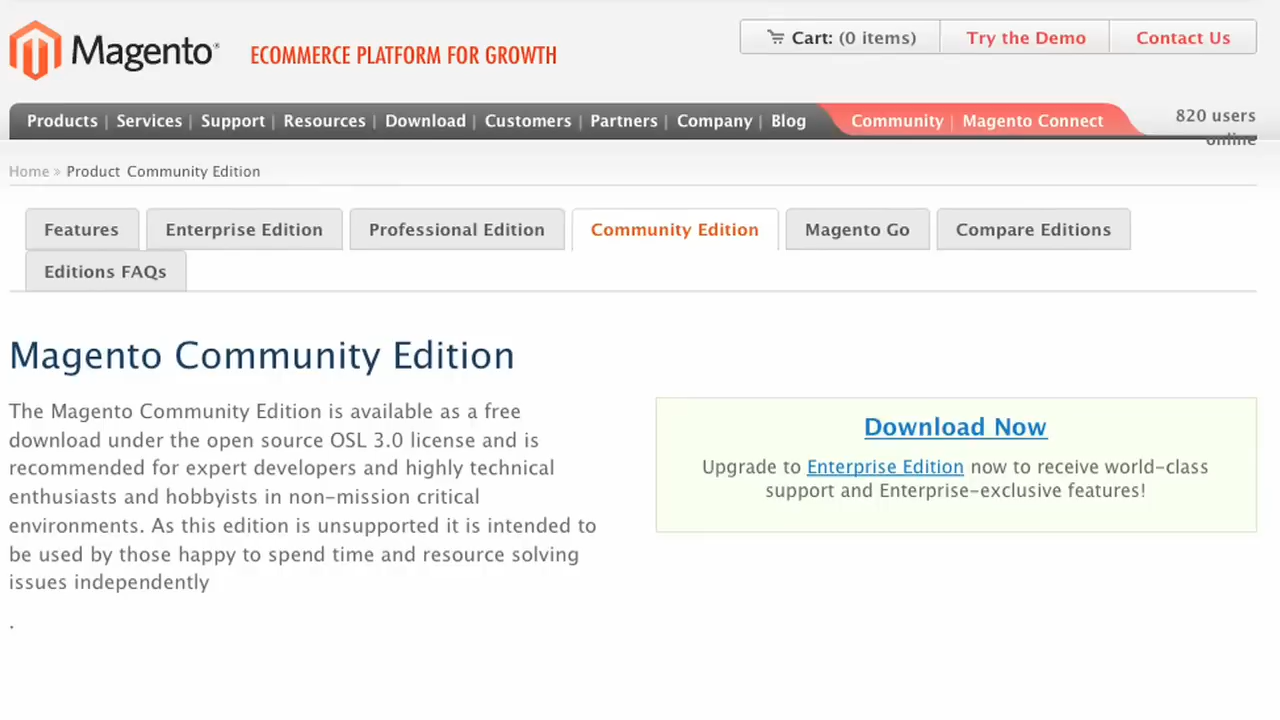 Magento®
ECOMMERCE PLATFORM FOR GROWTH
Cart: (0 items)
Try the Demo
Contact Us
Products | Services | Support | Resources | Download | Customers | Partners | Company | Blog
Community | Magento Connect
820 users
online
Home » Product Community Edition
Features
Enterprise Edition
Professional Edition
Community Edition
Magento Go
Compare Editions
Editions FAQs
Magento Community Edition
The Magento Community Edition is available as a free
download under the open source OSL 3.0 license and is
recommended for expert developers and highly technical
enthusiasts and hobbyists in non-mission critical
environments. As this edition is unsupported it is intended to
be used by those happy to spend time and resource solving
issues independently
.
Download Now
Upgrade to Enterprise Edition now to receive world-class
support and Enterprise-exclusive features!